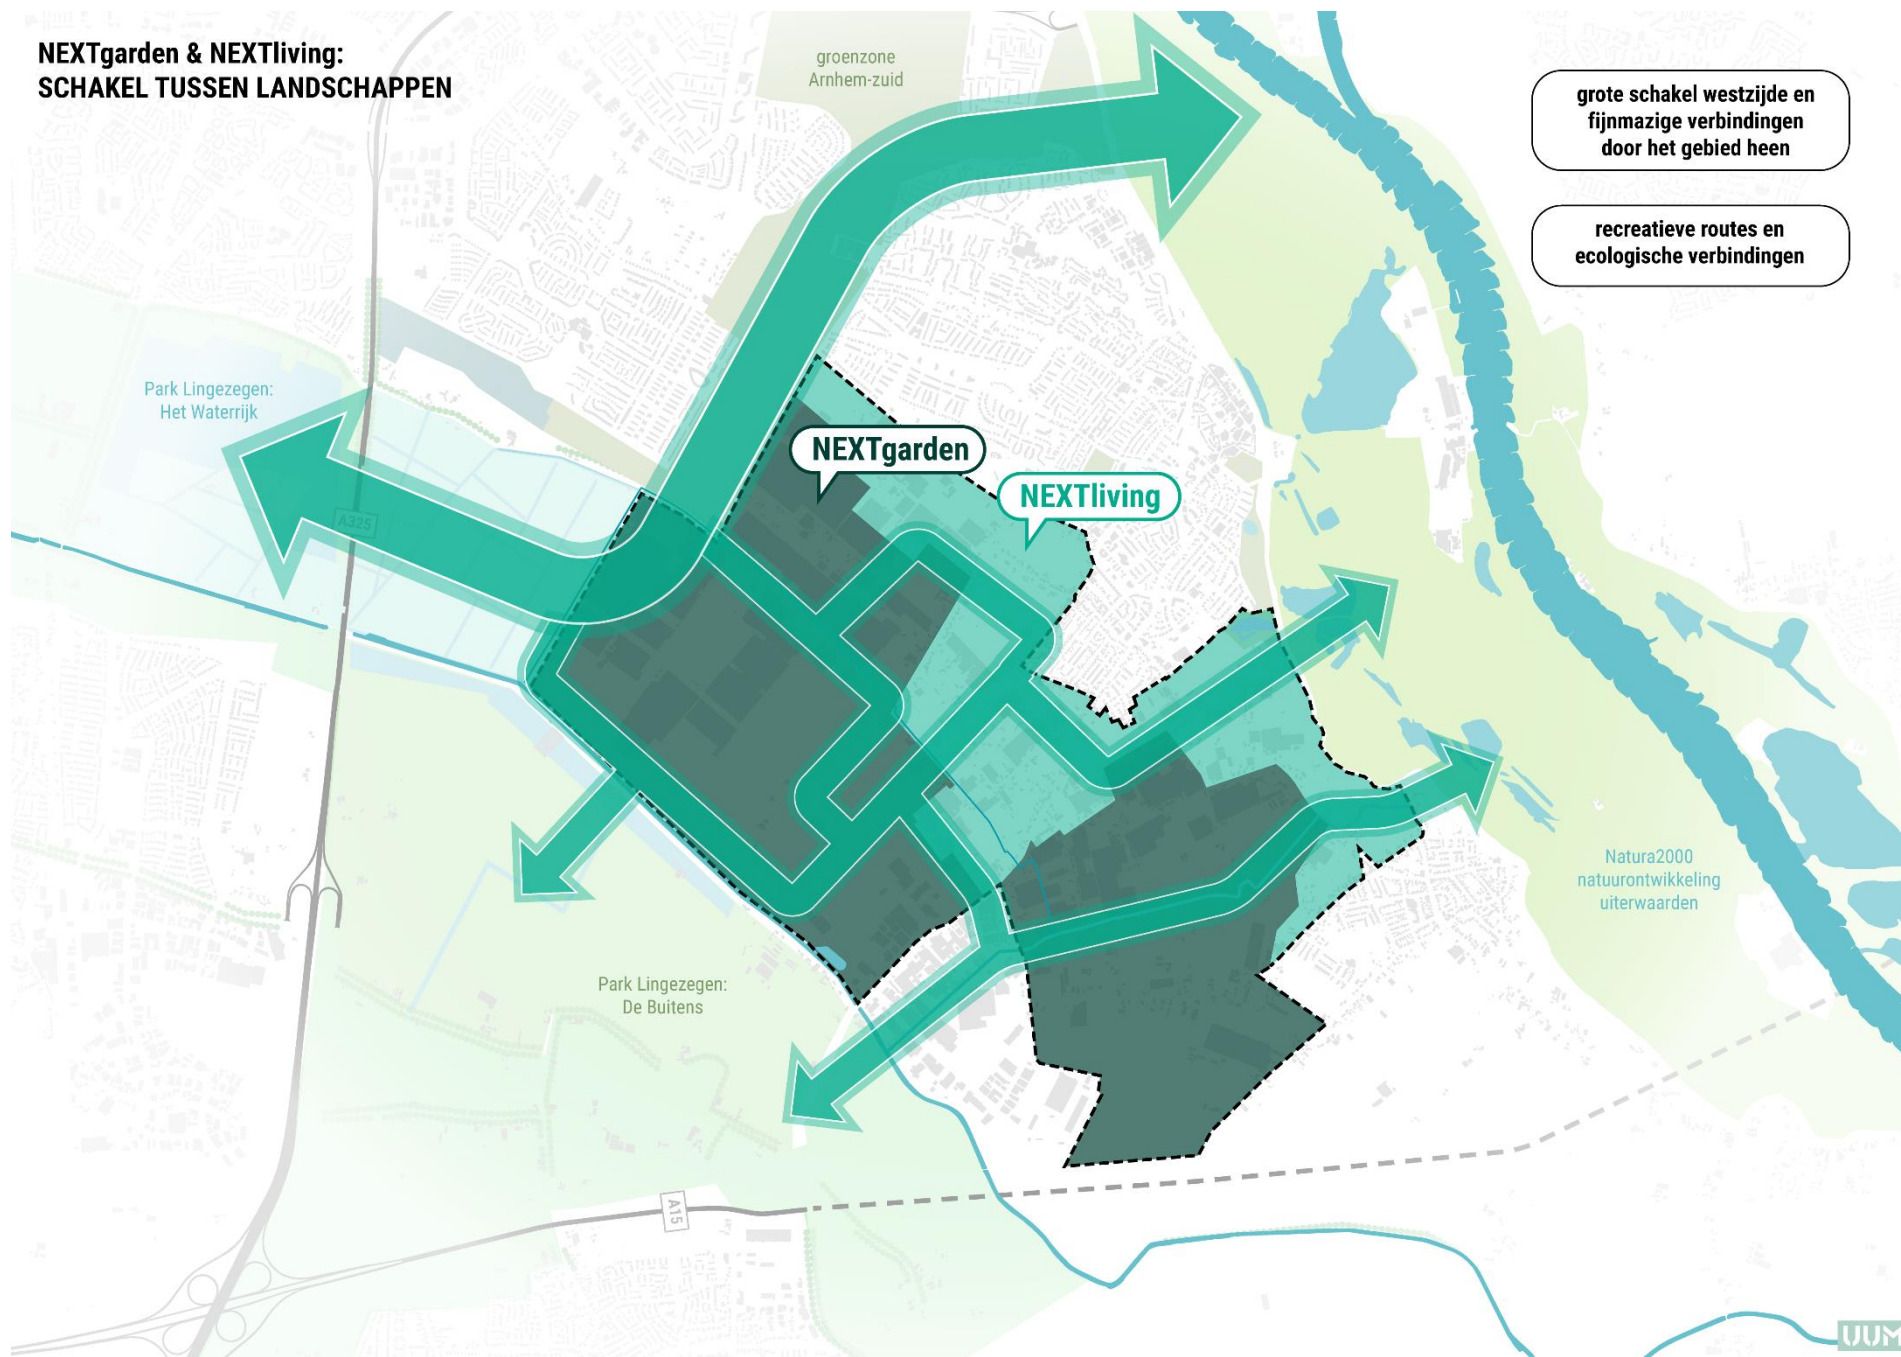 NEXTgarden & NEXTliving:
SCHAKEL TUSSEN LANDSCHAPPEN
groenzone
Arnhem-zuid
grote schakel westzijde en
fijnmazige verbindingen
door het gebied heen
recreatieve routes en
ecologische verbindingen
Park Lingezegen:
Het Waterrijk
NEXTgarden
NEXTliving
A325
Natura2000
natuurontwikkeling
uiterwaarden
Park Lingezegen:
De Buitens
A15
UUM